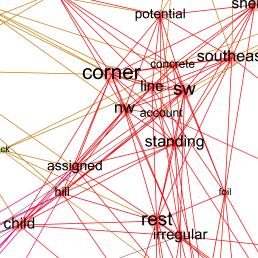 shel
potential
southeas
concrete
corner
line
sw
nw
account
standing
ck
assigned
hill
foil
child
rest
irregular